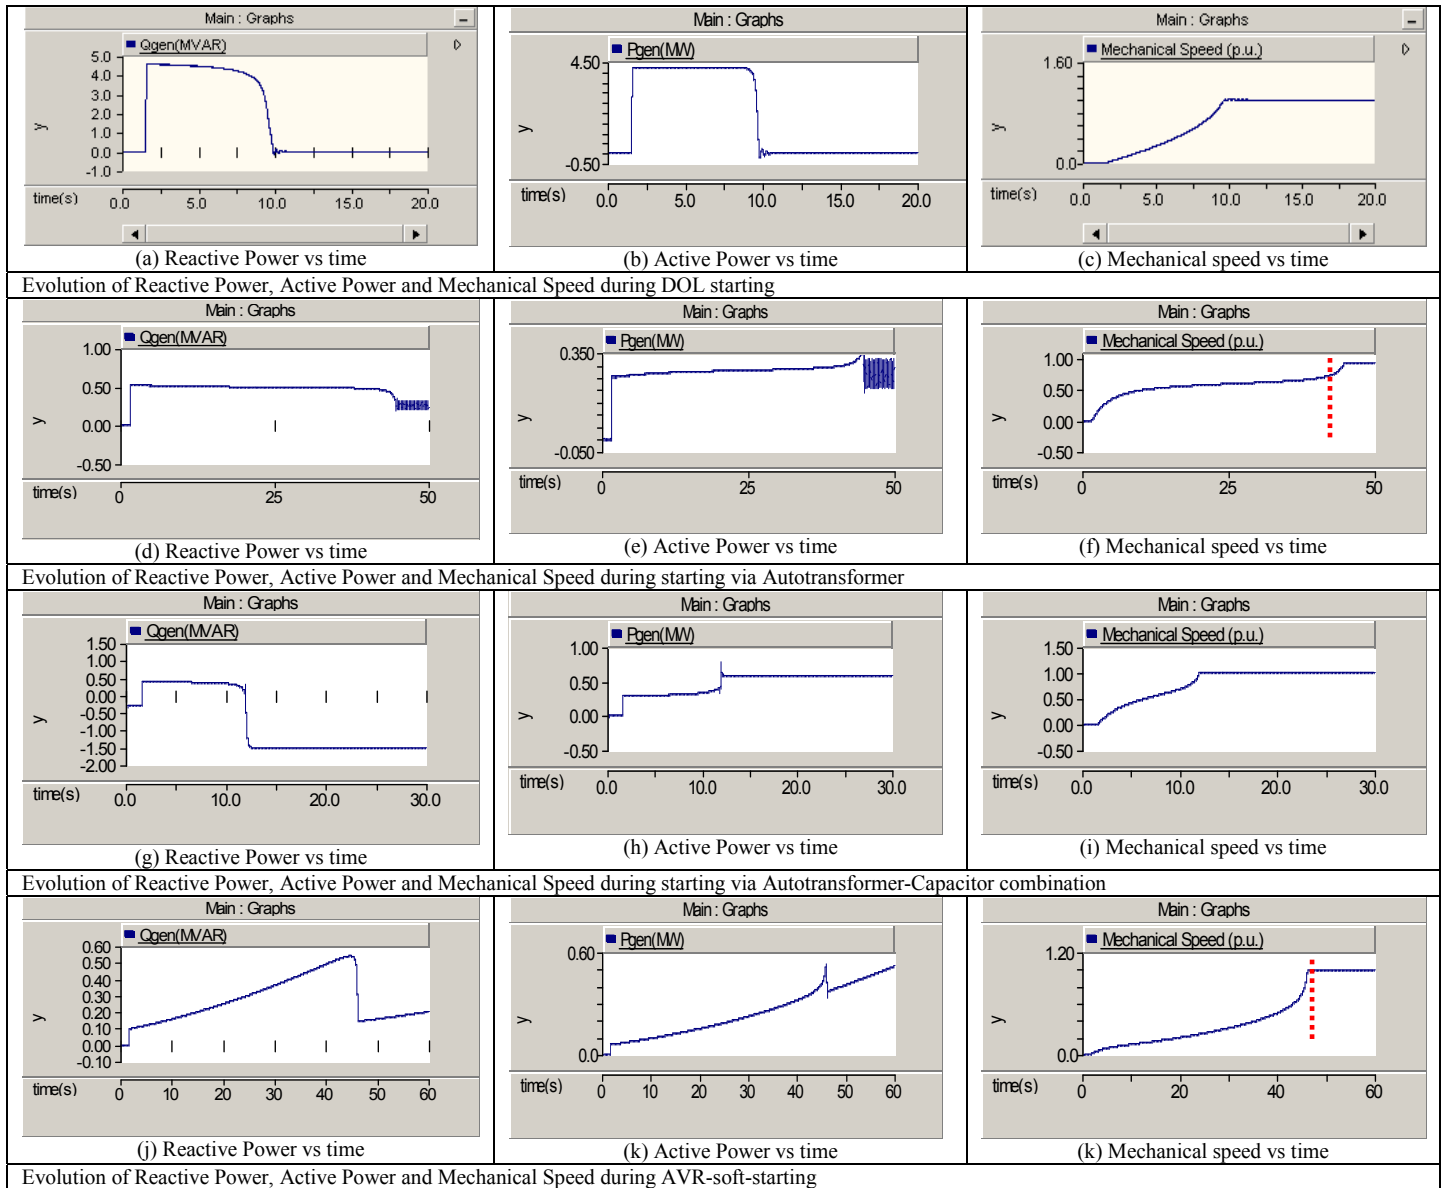 Main : Graphs
Qgen(MVAR)
5.0
4.0
3.0
2.0
1.0
0.0
-1.0
y
time(s)
0.0 5.0 10.0 15.0 20.0
(a) Reactive Power vs time
Main : Graphs
Pgen(MW)
4.50
-0.50
y
time(s)
0.0 5.0 10.0 15.0 20.0
(b) Active Power vs time
Main : Graphs
Mechanical Speed (p.u.)
1.60
0.0
y
time(s)
0.0 5.0 10.0 15.0 20.0
(c) Mechanical speed vs time
Evolution of Reactive Power, Active Power and Mechanical Speed during DOL starting
Main : Graphs
Qgen(MVAR)
1.00
0.50
0.00
-0.50
y
time(s)
0 25 50
(d) Reactive Power vs time
Main : Graphs
Pgen(MW)
0.350
-0.050
y
time(s)
0 25 50
(e) Active Power vs time
Main : Graphs
Mechanical Speed (p.u.)
1.00
0.50
0.00
-0.50
y
time(s)
0 25 50
(f) Mechanical speed vs time
Evolution of Reactive Power, Active Power and Mechanical Speed during starting via Autotransformer
Main : Graphs
Qgen(MVAR)
1.50
1.00
0.50
0.00
-0.50
-1.00
-1.50
-2.00
y
time(s)
0.0 10.0 20.0 30.0
(g) Reactive Power vs time
Main : Graphs
Pgen(MW)
1.00
0.50
0.00
-0.50
y
time(s)
0.0 10.0 20.0 30.0
(h) Active Power vs time
Main : Graphs
Mechanical Speed (p.u.)
1.50
1.00
0.50
0.00
-0.50
y
time(s)
0.0 10.0 20.0 30.0
(i) Mechanical speed vs time
Evolution of Reactive Power, Active Power and Mechanical Speed during starting via Autotransformer-Capacitor combination
Main : Graphs
Qgen(MVAR)
0.60
0.50
0.40
0.30
0.20
0.10
0.00
-0.10
y
time(s)
0 10 20 30 40 50 60
(j) Reactive Power vs time
Main : Graphs
Pgen(MW)
0.60
0.0
y
time(s)
0 10 20 30 40 50 60
(k) Active Power vs time
Main : Graphs
Mechanical Speed (p.u.)
1.20
0.0
y
time(s)
0 20 40 60
(k) Mechanical speed vs time
Evolution of Reactive Power, Active Power and Mechanical Speed during AVR-soft-starting